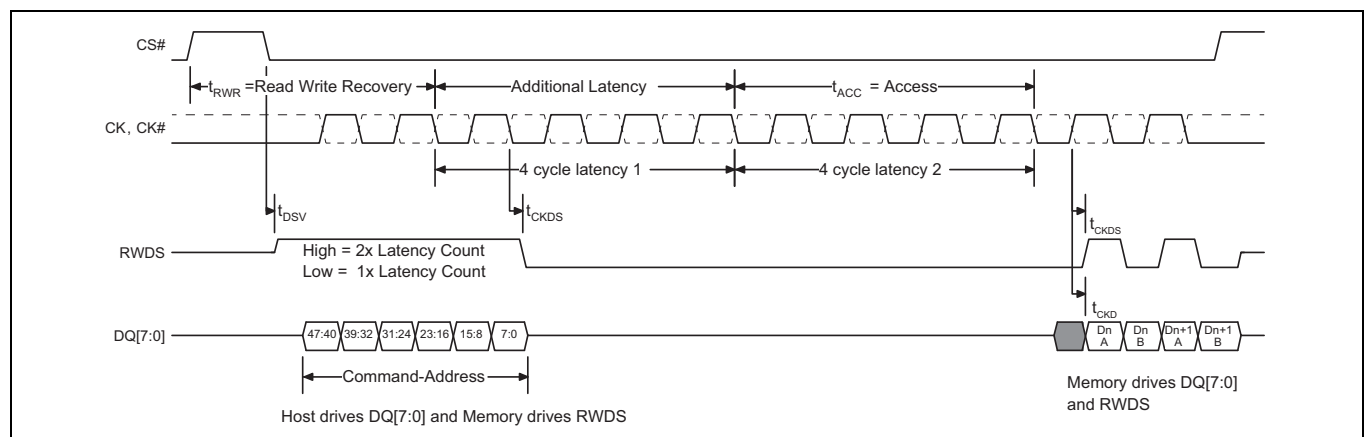 CS#
tRWR =Read Write Recovery
Additional Latency
tACC = Access
CK, CK#
4 cycle latency 1
4 cycle latency 2
tDSV
tCKDS
tCKDS
RWDS
High = 2x Latency Count
Low = 1x Latency Count
tCKD
DQ[7:0]
47:40 39:32 31:24 23:16 15:8 7:0
Dn A
Dn B
Dn+1 A
Dn+1 B
Command-Address
Memory drives DQ[7:0]
and RWDS
Host drives DQ[7:0] and Memory drives RWDS